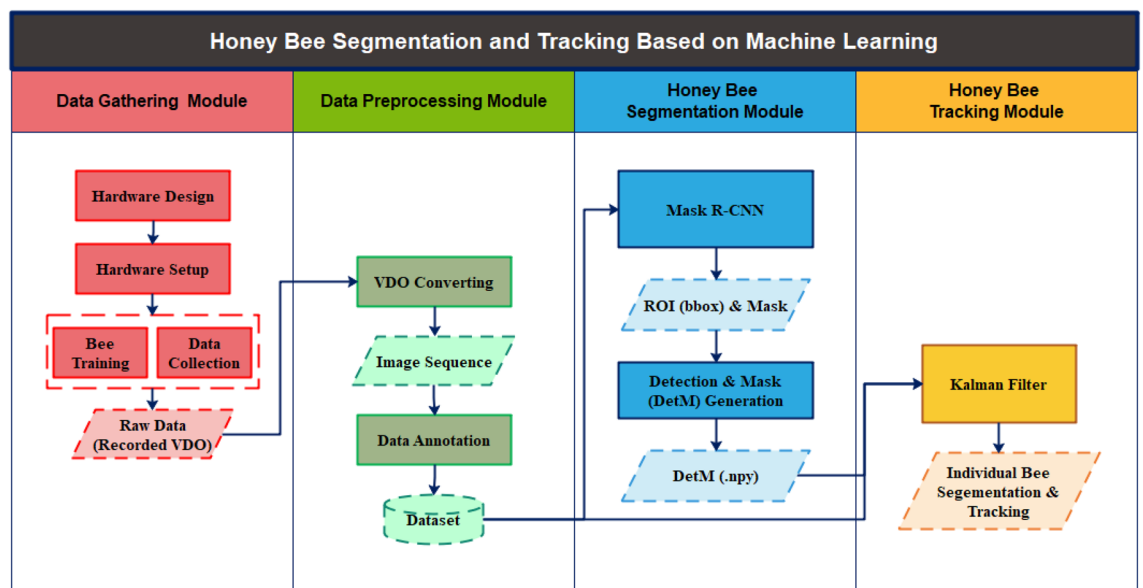 Honey Bee Segmentation and Tracking Based on Machine Learning
Data Gathering Module
Data Preprocessing Module
Honey Bee
Segmentation Module
Honey Bee
Tracking Module
Hardware Design
Hardware Setup
Bee
Training
Data
Collection
Raw Data
(Recorded VDO)
VDO Converting
Image Sequence
Data Annotation
Dataset
Mask R-CNN
ROI (bbox) & Mask
Detection & Mask
(DetM) Generation
DetM (.npy)
Kalman Filter
Individual Bee
Segementation &
Tracking